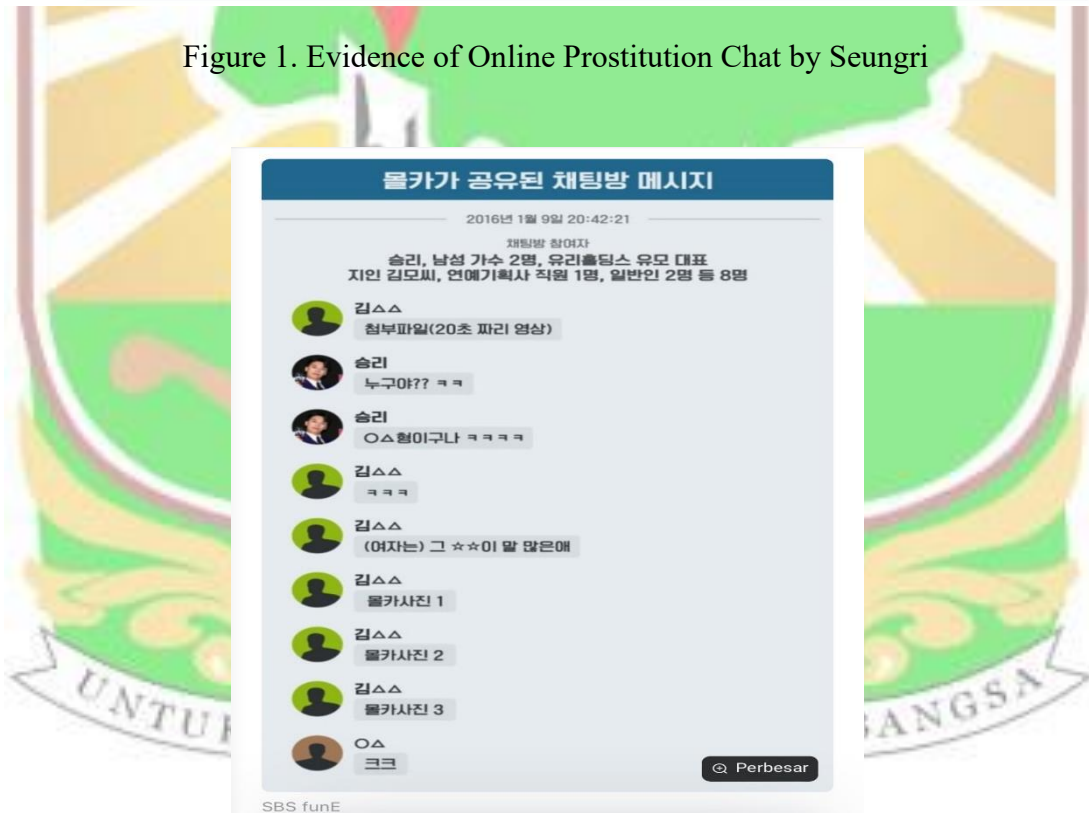 Figure 1. Evidence of Online Prostitution Chat by Seungri
몰카가 공유된 채팅방 메시지
2016년 1월 9일 20:42:21
채팅방 참여자
승리, 남성 가수 2명, 유리홀딩스 유모 대표
지인 김모씨, 연예기획사 직원 1명, 일반인 2명 등 8명
김△△
첨부파일(20초 짜리 영상)
승리
누구야?? ㅋㅋ
승리
○△형이구나 ㅋㅋㅋㅋ
김△△
ㅋㅋㅋ
김△△
(여자는) 그 ☆☆이 말 많은애
김△△
몰카사진 1
김△△
몰카사진 2
김△△
몰카사진 3
○△
크크
Perbesar
UNTUK
BANGSA
SBS funE